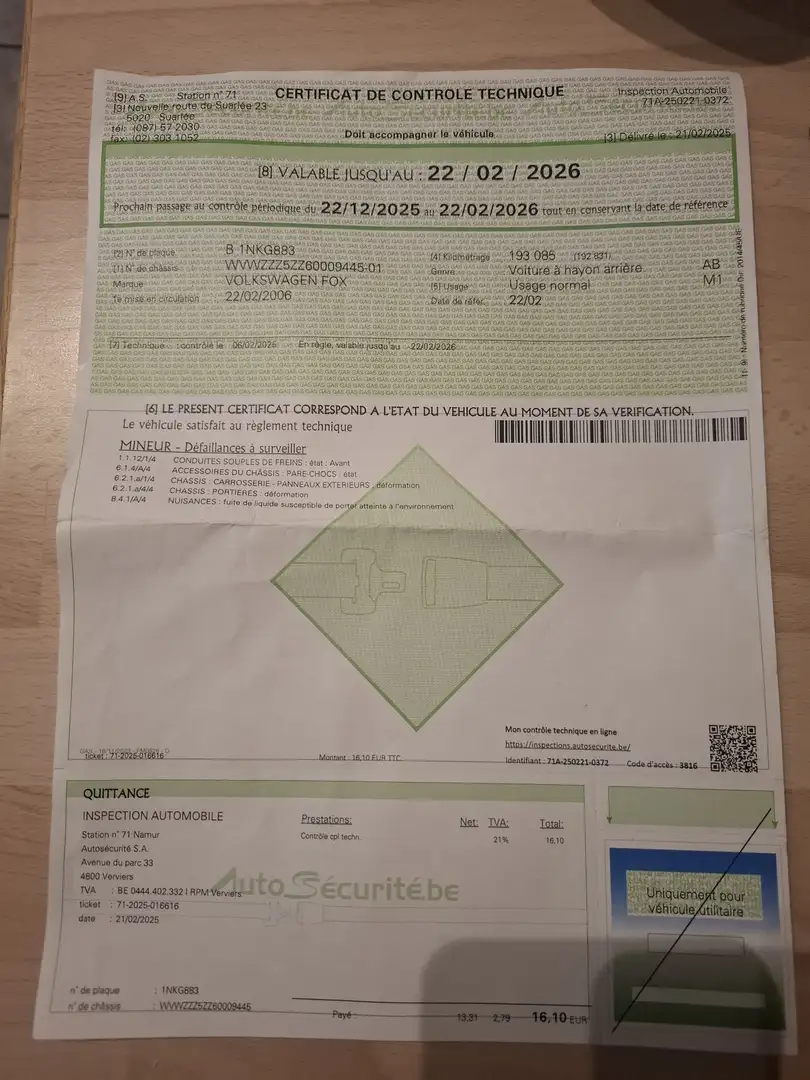 [9] A.S. Station n° 71
[9] Nouvelle route de Suarlée 23
5020 Suarlée
tél: (087) 57 2030
fax: (02) 303 1052
CERTIFICAT DE CONTROLE TECHNIQUE
Doit accompagner le véhicule
Inspection Automobile
71A-250221-0372
[3] Délivré le : 21/02/2025
[8] VALABLE JUSQU'AU : 22 / 02 / 2026
Prochain passage au contrôle périodique du 22/12/2025 au 22/02/2026 tout en conservant la date de référence
[2] N° de plaque B 1NKG883
[1] N° de châssis WVWZZZ5ZZ60009445-01
Marque VOLKSWAGEN FOX
1e mise en circulation 22/02/2006
[4] Kilométrage 193 085 (192 831)
Genre Voiture à hayon arrière AB
[5] Usage Usage normal M1
Date de réfer. 22/02
[7] Technique : contrôlé le 06/02/2025 En règle, valable jusqu'au 22/02/2026
[6] LE PRESENT CERTIFICAT CORRESPOND A L'ETAT DU VEHICULE AU MOMENT DE SA VERIFICATION.
Le véhicule satisfait au règlement technique
MINEUR - Défaillances à surveiller
1.1.12/1/4 CONDUITES SOUPLES DE FREINS : état : Avant
6.1.4/A/4 ACCESSOIRES DU CHÂSSIS : PARE-CHOCS : état
6.2.1.a/1/4 CHASSIS : CARROSSERIE - PANNEAUX EXTERIEURS : déformation
6.2.1.a/4/4 CHASSIS : PORTIERES : déformation
8.4.1/A/4 NUISANCES : fuite de liquide susceptible de porter atteinte à l'environnement
Mon contrôle technique en ligne
https://inspections.autosecurite.be/
Identifiant : 71A-250221-0372 Code d'accès : 3816
ticket : 71-2025-016616
Montant : 16,10 EUR TTC
QUITTANCE
INSPECTION AUTOMOBILE
Station n° 71 Namur
Autosécurité S.A.
Avenue du parc 33
4800 Verviers
TVA : BE 0444.402.332 | RPM Verviers
ticket : 71-2025-016616
date : 21/02/2025
Prestations: Net: TVA: Total:
Contrôle cpl techn. 21% 16,10
AutoSécurité.be
n° de plaque : 1NKG883
n° de châssis : WVWZZZ5ZZ60009445
Payé : 13,31 2,79 16,10 EUR
Uniquement pour
véhicule utilitaire